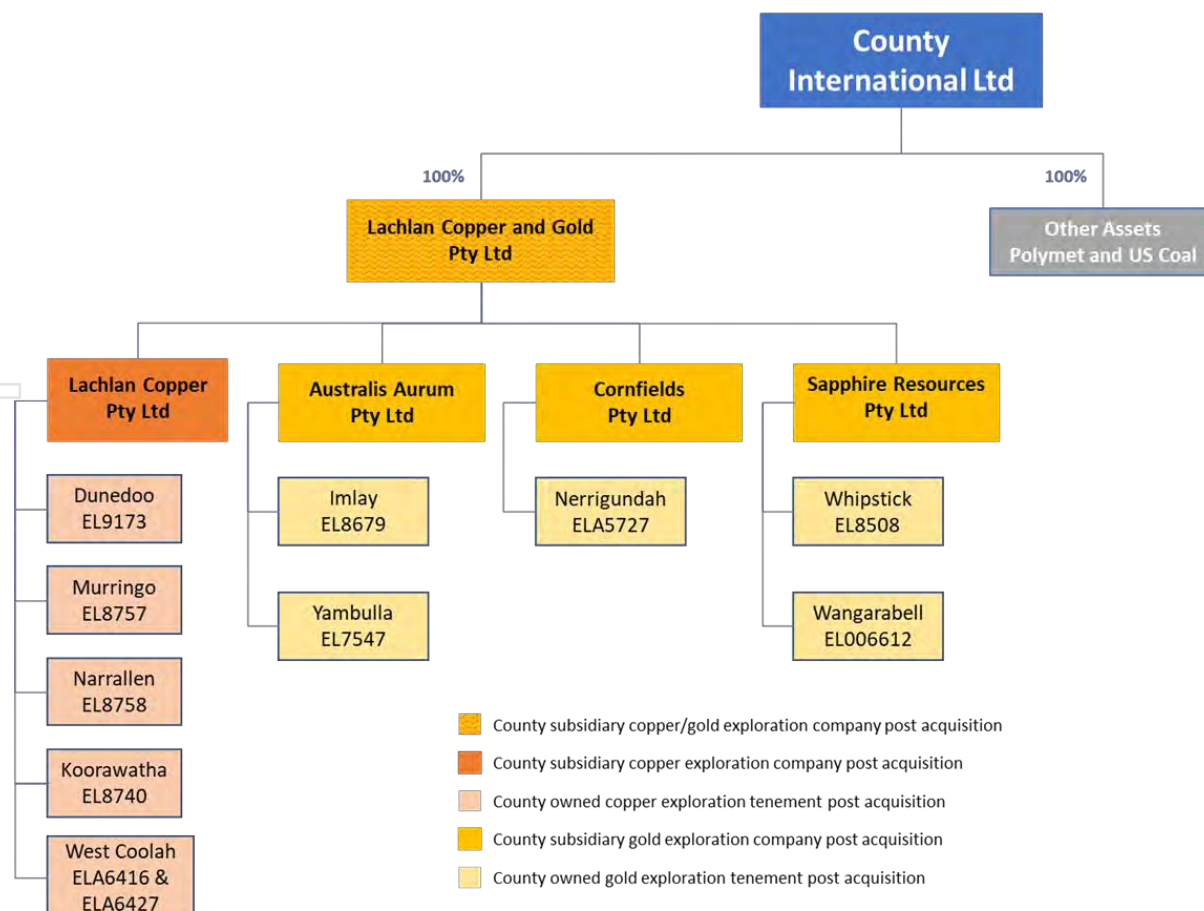 County
International Ltd
100%
100%
Lachlan Copper and Gold
Pty Ltd
Other Assets
Polymet and US Coal
Lachlan Copper
Pty Ltd
Australis Aurum
Pty Ltd
Cornfields
Pty Ltd
Sapphire Resources
Pty Ltd
Dunedoo
EL9173
Murringo
EL8757
Narrallen
EL8758
Koorawatha
EL8740
West Coolah
ELA6416 &
ELA6427
Imlay
EL8679
Yambulla
EL7547
Nerrigundah
ELA5727
Whipstick
EL8508
Wangarabell
EL006612
County subsidiary copper/gold exploration company post acquisition
County subsidiary copper exploration company post acquisition
County owned copper exploration tenement post acquisition
County subsidiary gold exploration company post acquisition
County owned gold exploration tenement post acquisition